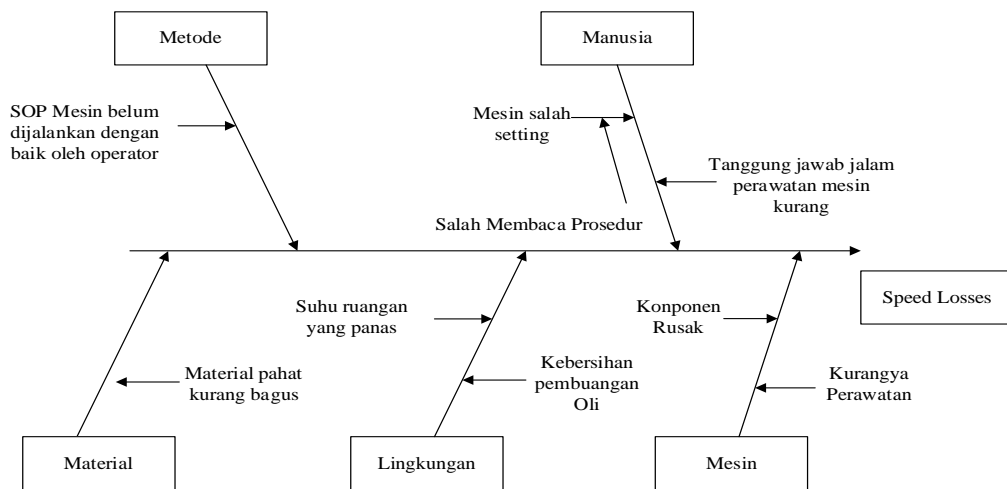 Metode
Manusia
SOP Mesin belum
dijalankan dengan
baik oleh operator
Mesin salah
setting
Tanggung jawab jalam
perawatan mesin
kurang
Salah Membaca Prosedur
Speed Losses
Suhu ruangan
yang panas
Konponen
Rusak
Material pahat
kurang bagus
Kebersihan
pembuangan
Oli
Kurangya
Perawatan
Material
Lingkungan
Mesin